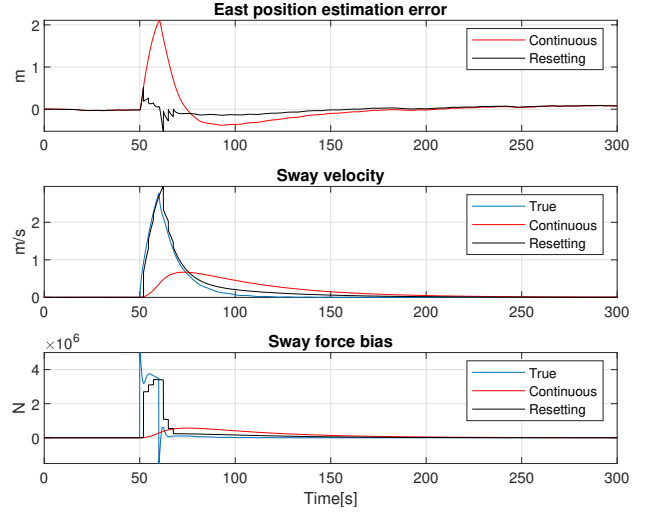 East position estimation error
2
1
0
m
Continuous
Resetting
0 50 100 150 200 250 300
Sway velocity
2
1
0
m/s
True
Continuous
Resetting
0 50 100 150 200 250 300
Sway force bias
×10⁶
4
2
0
N
True
Continuous
Resetting
0 50 100 150 200 250 300
Time[s]